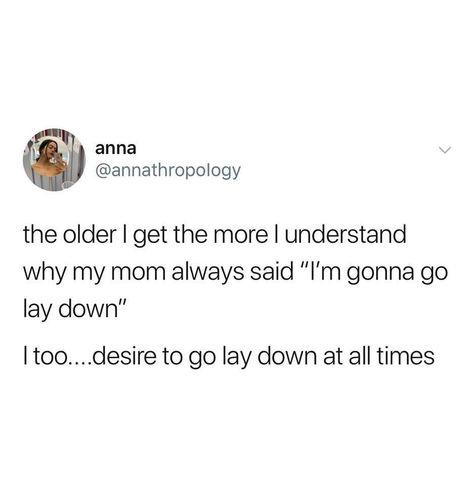 anna
@annathropology
the older I get the more I understand
why my mom always said “I’m gonna go
lay down”
I too....desire to go lay down at all times